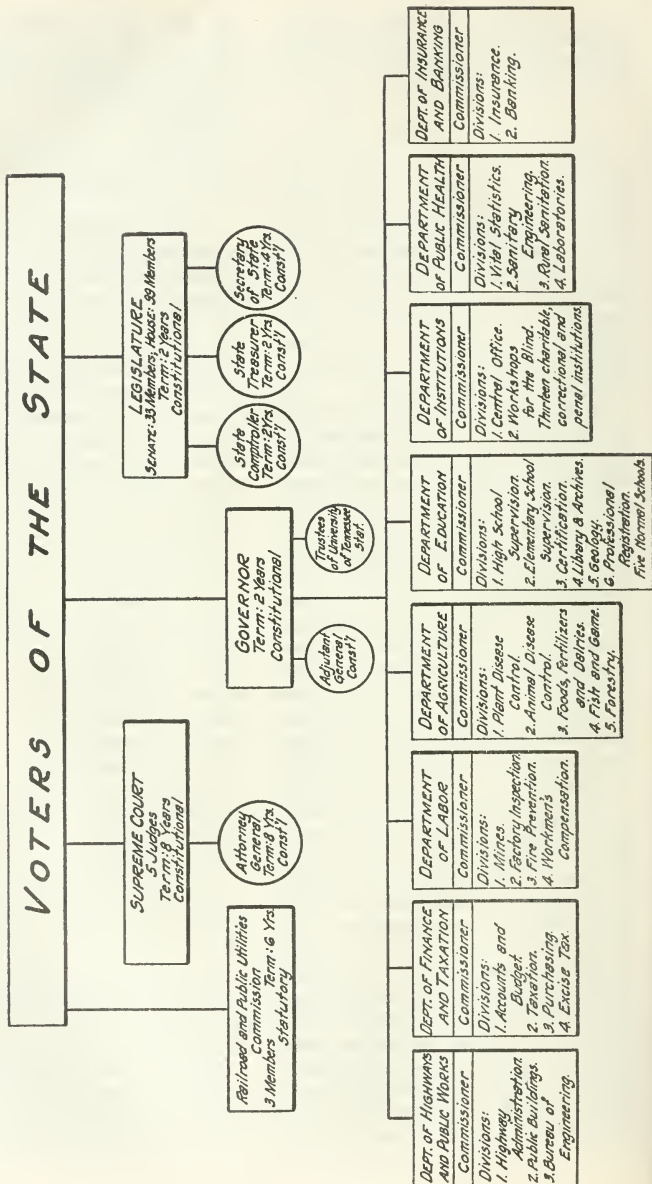 VOTERS OF THE STATE
Railroad and Public Utilities
Commission
3 Members Term: 6 Yrs.
Statutory
SUPREME COURT
5 Judges
Term: 8 Years
Constitutional
Attorney
General
Term: 8 Yrs.
Const'l
GOVERNOR
Term: 2 Years
Constitutional
Adjutant
General
Const'l
Trustees
of University
of Tennessee
Stat.
LEGISLATURE
SENATE: 33 Members; HOUSE: 99 Members
Term: 2 Years
Constitutional
State
Comptroller
Term: 2 Yrs.
Const'l
State
Treasurer
Term: 2 Yrs.
Const'l
Secretary
of State
Term: 4 Yrs.
Const'l
DEPT. OF HIGHWAYS
AND PUBLIC WORKS
Commissioner
Divisions:
1. Highway
Administration.
2. Public Buildings.
3. Bureau of
Engineering.
DEPT. OF FINANCE
AND TAXATION
Commissioner
Divisions:
1. Accounts and
Budget.
2. Taxation.
3. Purchasing.
4. Excise Tax.
DEPARTMENT
OF LABOR
Commissioner
Divisions:
1. Mines.
2. Factory Inspection.
3. Fire Prevention.
4. Workmen's
Compensation.
DEPARTMENT
OF AGRICULTURE
Commissioner
Divisions:
1. Plant Disease
Control.
2. Animal Disease
Control.
3. Foods, Fertilizers
and Dairies.
4. Fish and Game.
5. Forestry.
DEPARTMENT
OF EDUCATION
Commissioner
Divisions:
1. High School
Supervision.
2. Elementary School
Supervision.
3. Certification.
4. Library & Archives.
5. Geology.
6. Professional
Registration.
Five Normal Schools.
DEPARTMENT
OF INSTITUTIONS
Commissioner
Divisions:
1. Central Office.
2. Workshops
for the Blind.
Thirteen charitable,
correctional and
penal institutions.
DEPARTMENT
OF PUBLIC HEALTH
Commissioner
Divisions:
1. Vital Statistics.
2. Sanitary
Engineering.
3. Rural Sanitation.
4. Laboratories.
DEPT. OF INSURANCE
AND BANKING
Commissioner
Divisions:
1. Insurance.
2. Banking.